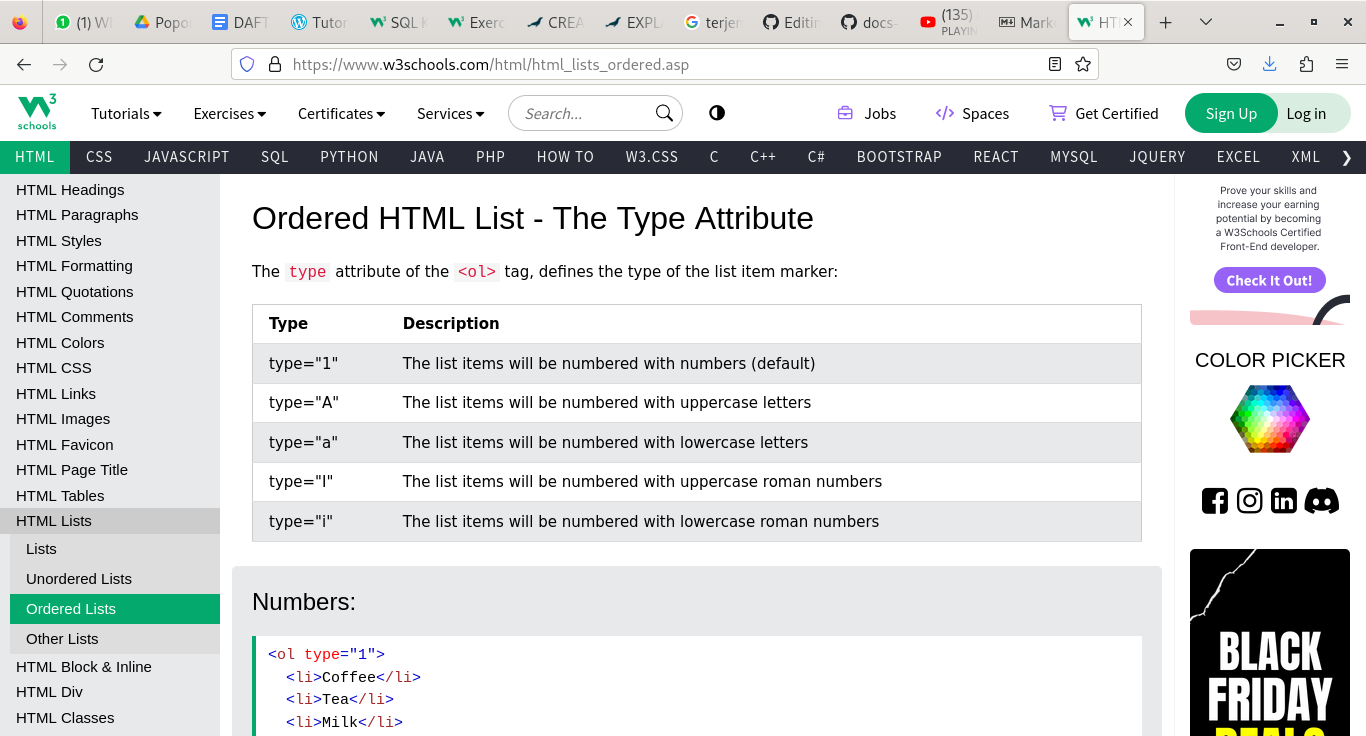 (1) W
Popo
DAFT
Tutor
SQL
Exerc
CREA
EXPL
terjem
Editin
docs-
(135)
PLAYIN
Mark
HT
https://www.w3schools.com/html/html_lists_ordered.asp
W 3
schools
Tutorials
Exercises
Certificates
Services
Search...
Jobs
Spaces
Get Certified
Sign Up
Log in
HTML CSS JAVASCRIPT SQL PYTHON JAVA PHP HOW TO W3.CSS C C++ C# BOOTSTRAP REACT MYSQL JQUERY EXCEL XML ❯
HTML Headings
HTML Paragraphs
HTML Styles
HTML Formatting
HTML Quotations
HTML Comments
HTML Colors
HTML CSS
HTML Links
HTML Images
HTML Favicon
HTML Page Title
HTML Tables
HTML Lists
Lists
Unordered Lists
Ordered Lists
Other Lists
HTML Block & Inline
HTML Div
HTML Classes
Ordered HTML List - The Type Attribute
The type attribute of the <ol> tag, defines the type of the list item marker:
Type Description
type="1" The list items will be numbered with numbers (default)
type="A" The list items will be numbered with uppercase letters
type="a" The list items will be numbered with lowercase letters
type="I" The list items will be numbered with uppercase roman numbers
type="i" The list items will be numbered with lowercase roman numbers
Numbers:
<ol type="1">
<li>Coffee</li>
<li>Tea</li>
<li>Milk</li>
Prove your skills and
increase your earning
potential by becoming
a W3Schools Certified
Front-End developer.
Check It Out!
COLOR PICKER
BLACK
FRIDAY
DEALS